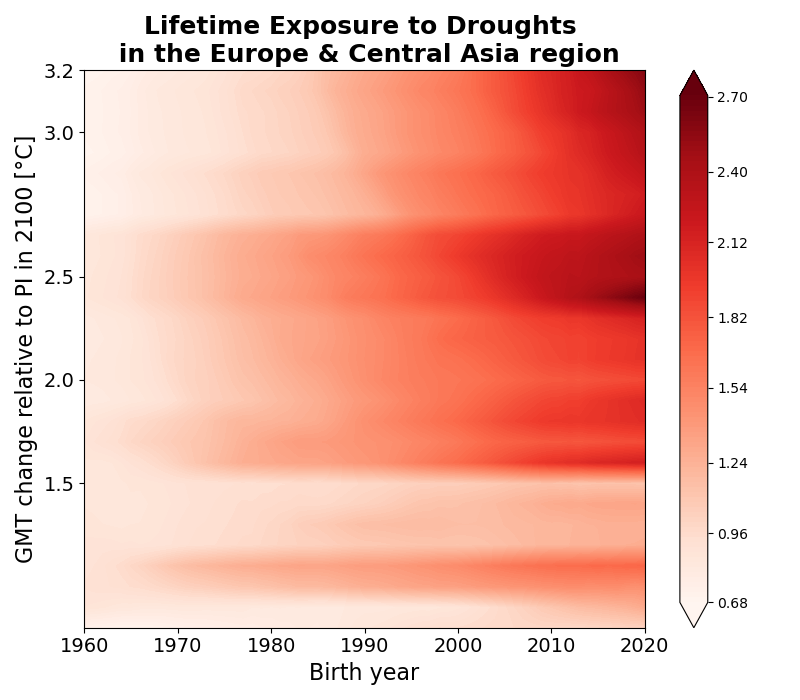 Lifetime Exposure to Droughts
in the Europe & Central Asia region
GMT change relative to PI in 2100 [°C]
3.2
3.0
2.5
2.0
1.5
1960 1970 1980 1990 2000 2010 2020
Birth year
2.70
2.40
2.12
1.82
1.54
1.24
0.96
0.68